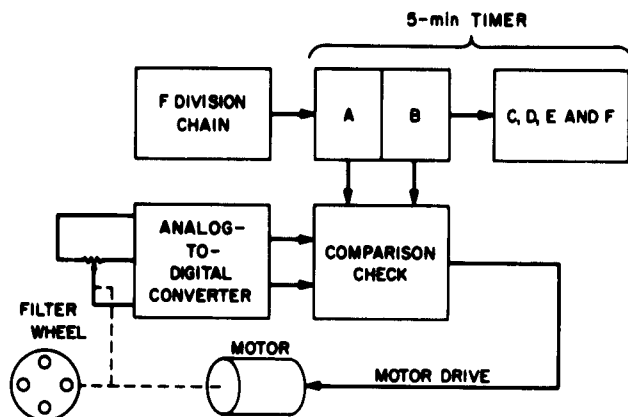 5-min TIMER
F DIVISION
CHAIN
A
B
C, D, E AND F
ANALOG-
TO-
DIGITAL
CONVERTER
COMPARISON
CHECK
FILTER
WHEEL
MOTOR
MOTOR DRIVE